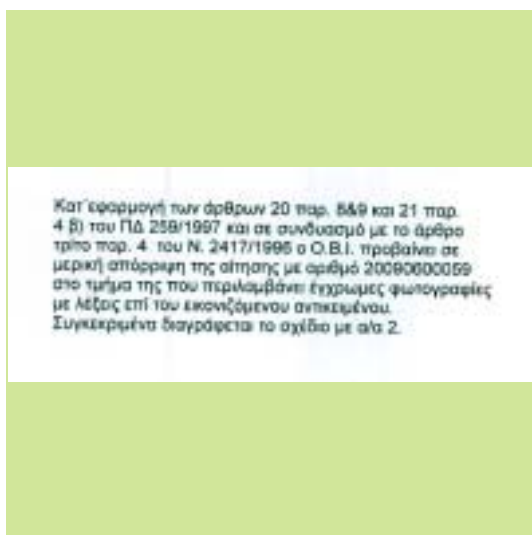 Κατ΄εφαρμογή των άρθρων 20 παρ. 8&9 και 21 παρ.
4 β) του ΠΔ 259/1997 και σε συνδυασμό με το άρθρο
τρίτο παρ. 4 του Ν. 2417/1996 ο Ο.Β.Ι. προβαίνει σε
μερική απόρριψη της αίτησης με αριθμό 20090600059
στο τμήμα της που περιλαμβάνει έγχρωμες φωτογραφίες
με λέξεις επί του εικονιζόμενου αντικειμένου.
Συγκεκριμένα διαγράφεται το σχέδιο με α/α 2.